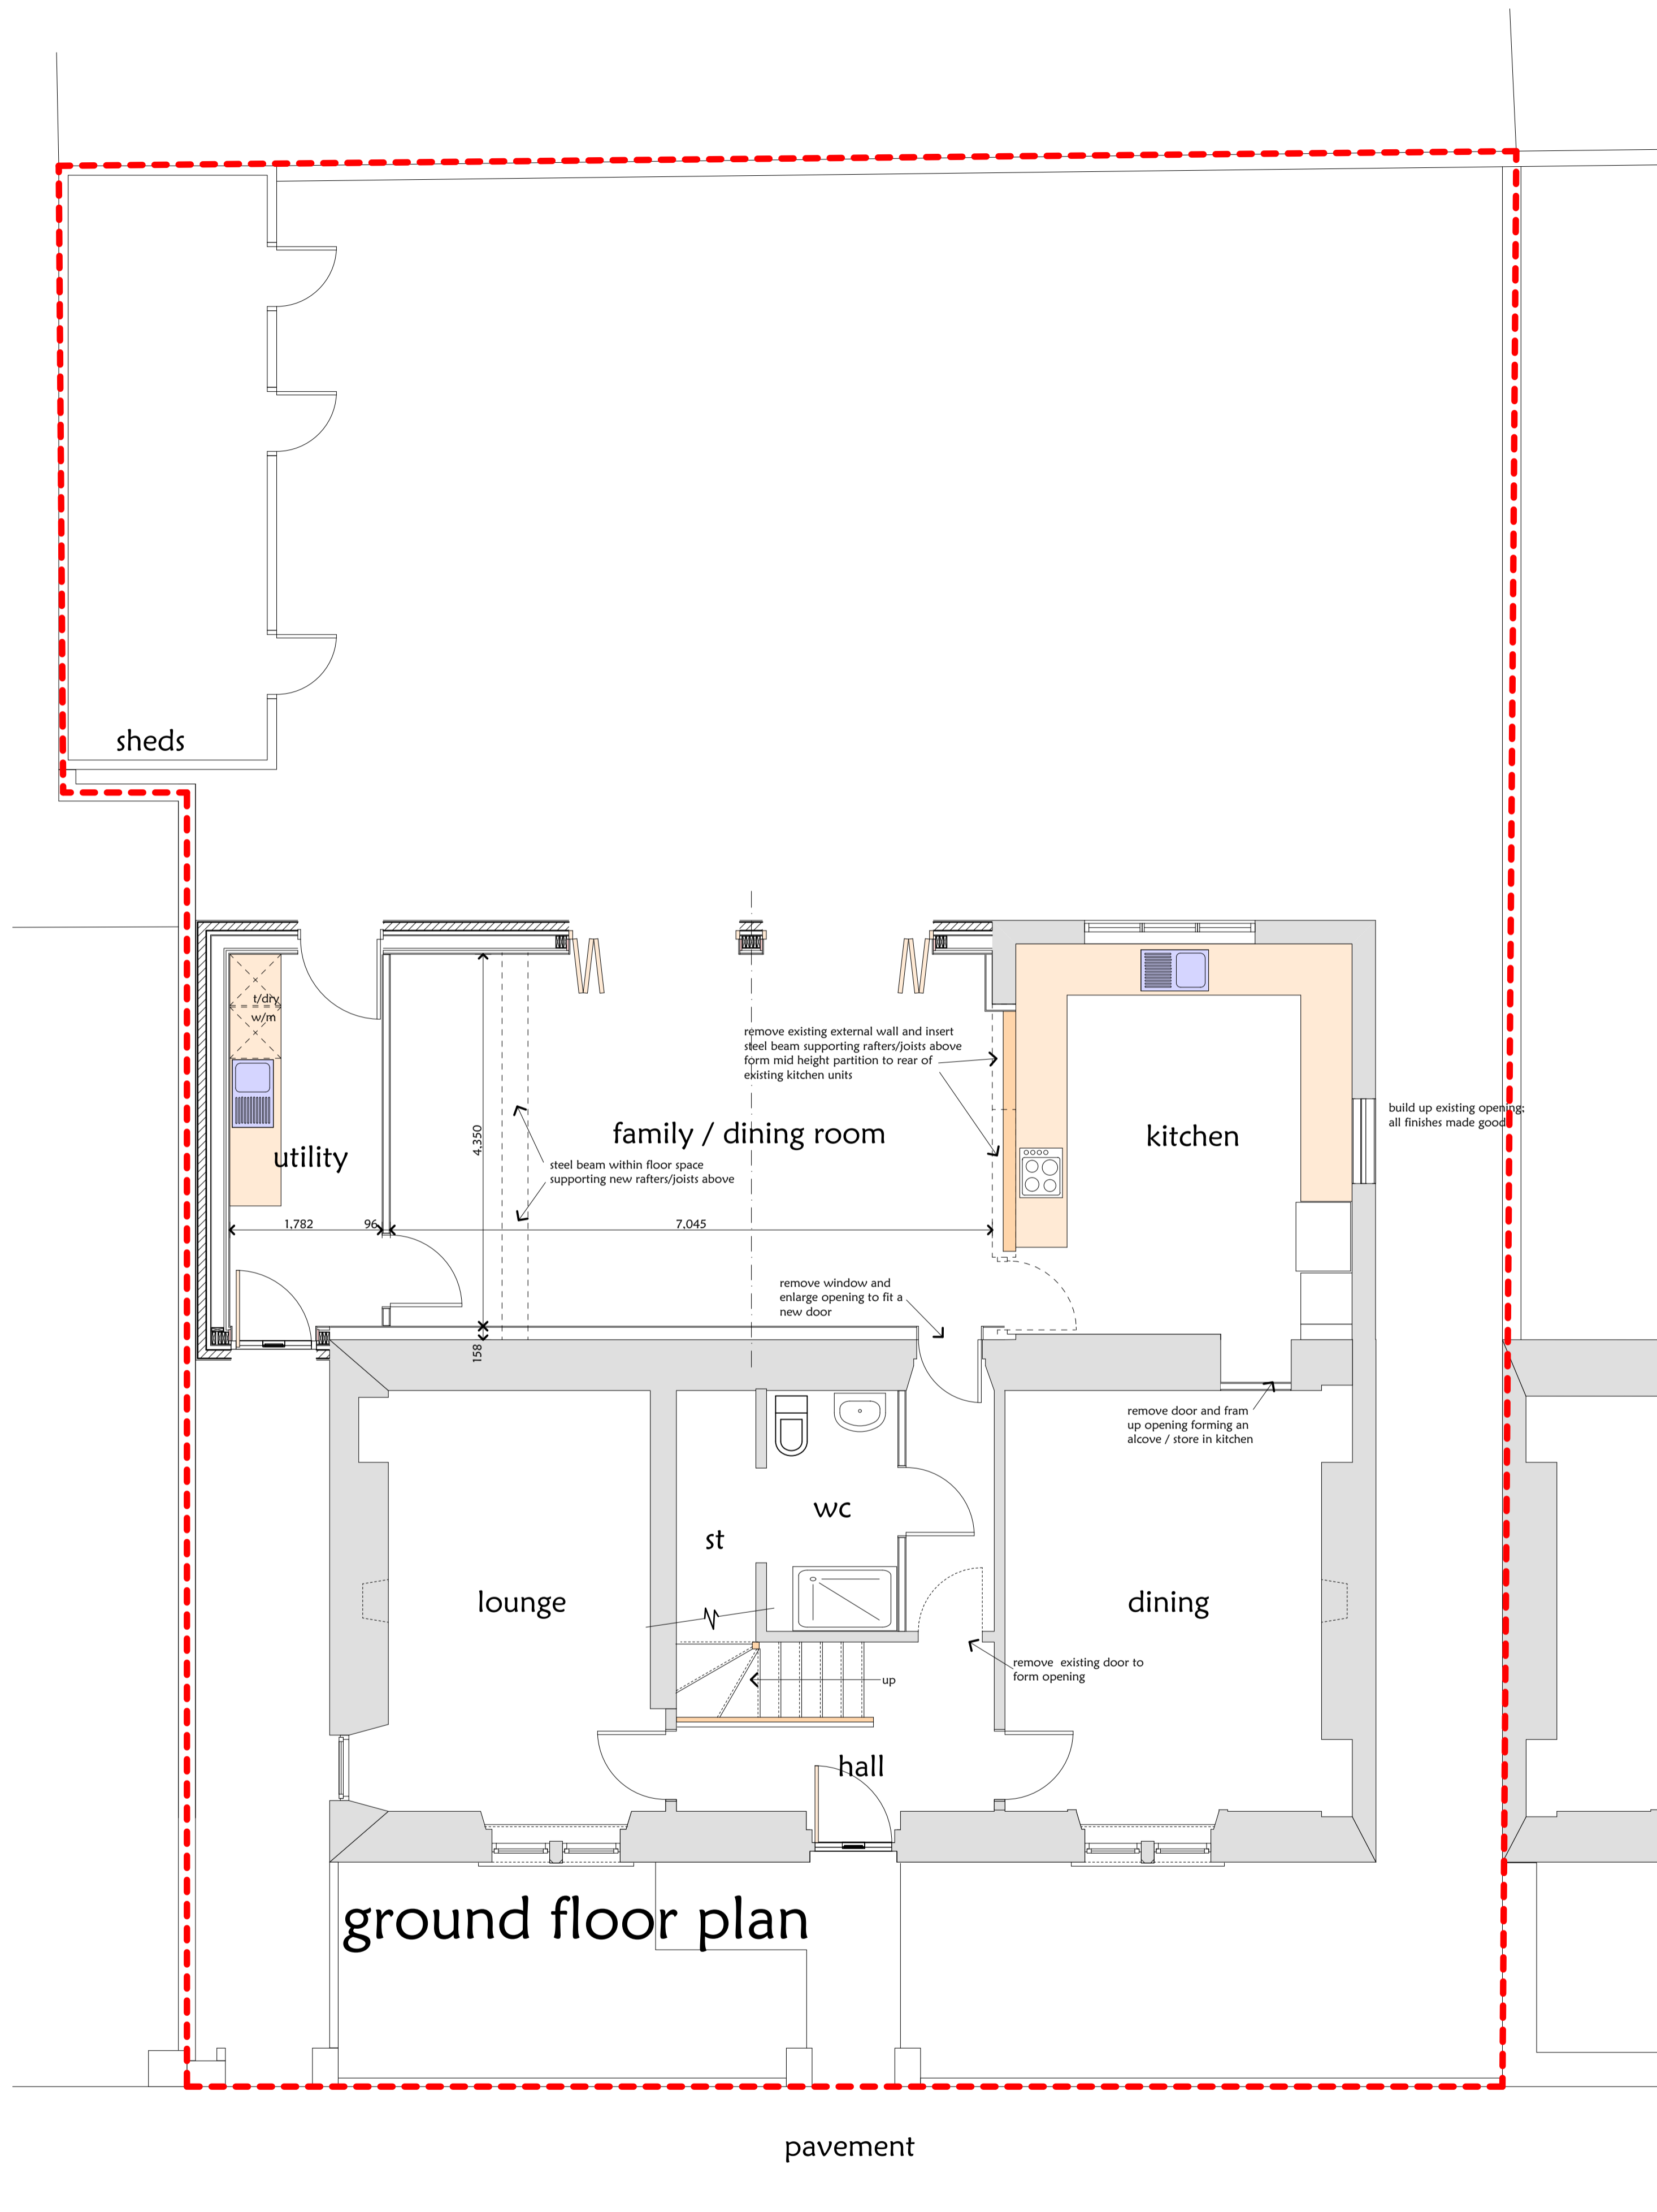 sheds
t/dry
w/m
remove existing external wall and insert
steel beam supporting rafters/joists above
form mid height partition to rear of
existing kitchen units
build up existing opening;
all finishes made good
family / dining room
kitchen
4,350
utility
steel beam within floor space
supporting new rafters/joists above
1,782
96
7,045
remove window and
enlarge opening to fit a
new door
158
remove door and fram
up opening forming an
alcove / store in kitchen
wc
st
lounge
dining
remove existing door to
form opening
up
hall
ground floor plan
pavement